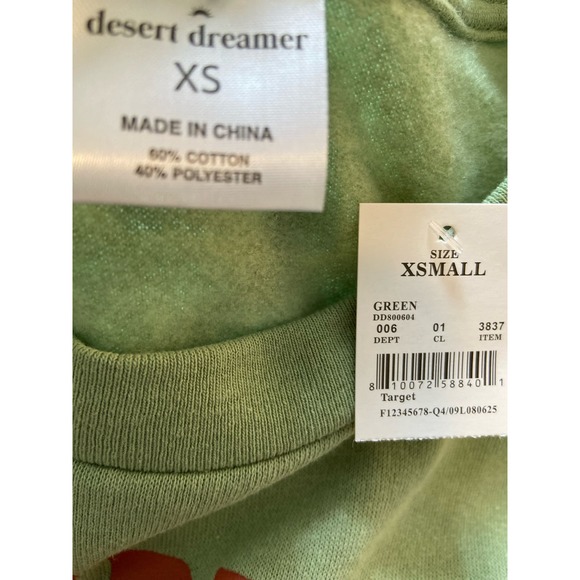 desert dreamer
XS
MADE IN CHINA
60% COTTON
40% POLYESTER
SIZE
XSMALL
GREEN
DD800604
006 01 3837
DEPT CL ITEM
8 10072 58840 1
Target
F12345678-Q4/09L080625